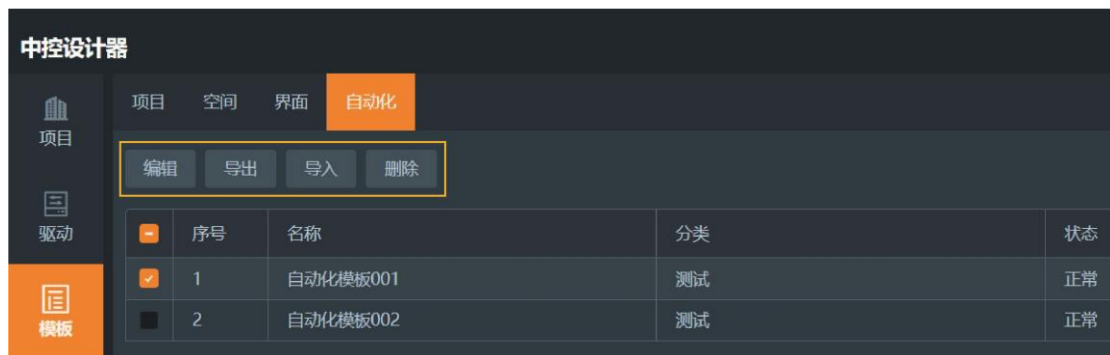 中控设计器
项目 空间 界面 自动化
项目
编辑 导出 导入 删除
驱动
序号 名称 分类 状态
1 自动化模板001 测试 正常
模板
2 自动化模板002 测试 正常